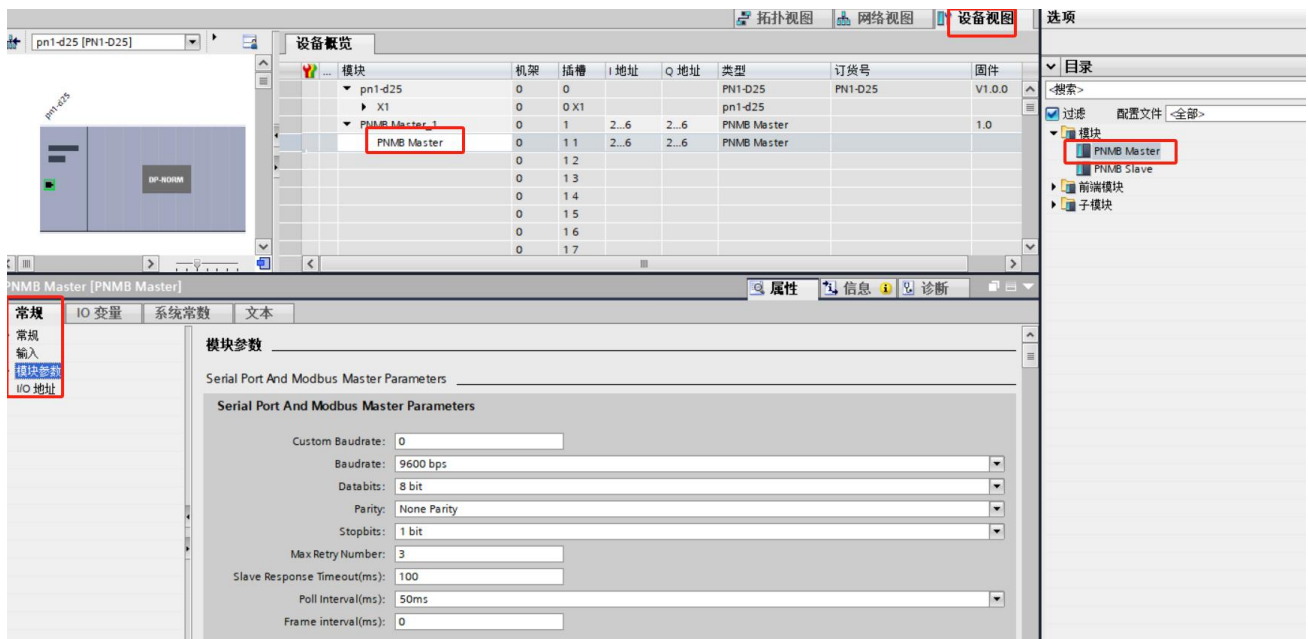 拓扑视图 网络视图 设备视图 选项
pn1-d25 [PN1-D25] 设备概览
... 模块 机架 插槽 I 地址 Q 地址 类型 订货号 固件
pn1-d25 0 0 PN1-D25 PN1-D25 V1.0.0
X1 0 0 X1 pn1-d25
PNMB Master_1 0 1 2...6 2...6 PNMB Master 1.0
PNMB Master 0 1 1 2...6 2...6 PNMB Master
0 1 2
0 1 3
0 1 4
0 1 5
0 1 6
0 1 7
pn1-d25
DP-NORM
目录
<搜索>
过滤 配置文件 <全部>
模块
PNMB Master
PNMB Slave
前端模块
子模块
PNMB Master [PNMB Master] 属性 信息 诊断
常规 IO 变量 系统常数 文本
常规
输入
模块参数
I/O 地址
模块参数
Serial Port And Modbus Master Parameters
Serial Port And Modbus Master Parameters
Custom Baudrate: 0
Baudrate: 9600 bps
Databits: 8 bit
Parity: None Parity
Stopbits: 1 bit
Max Retry Number: 3
Slave Response Timeout(ms): 100
Poll Interval(ms): 50ms
Frame interval(ms): 0